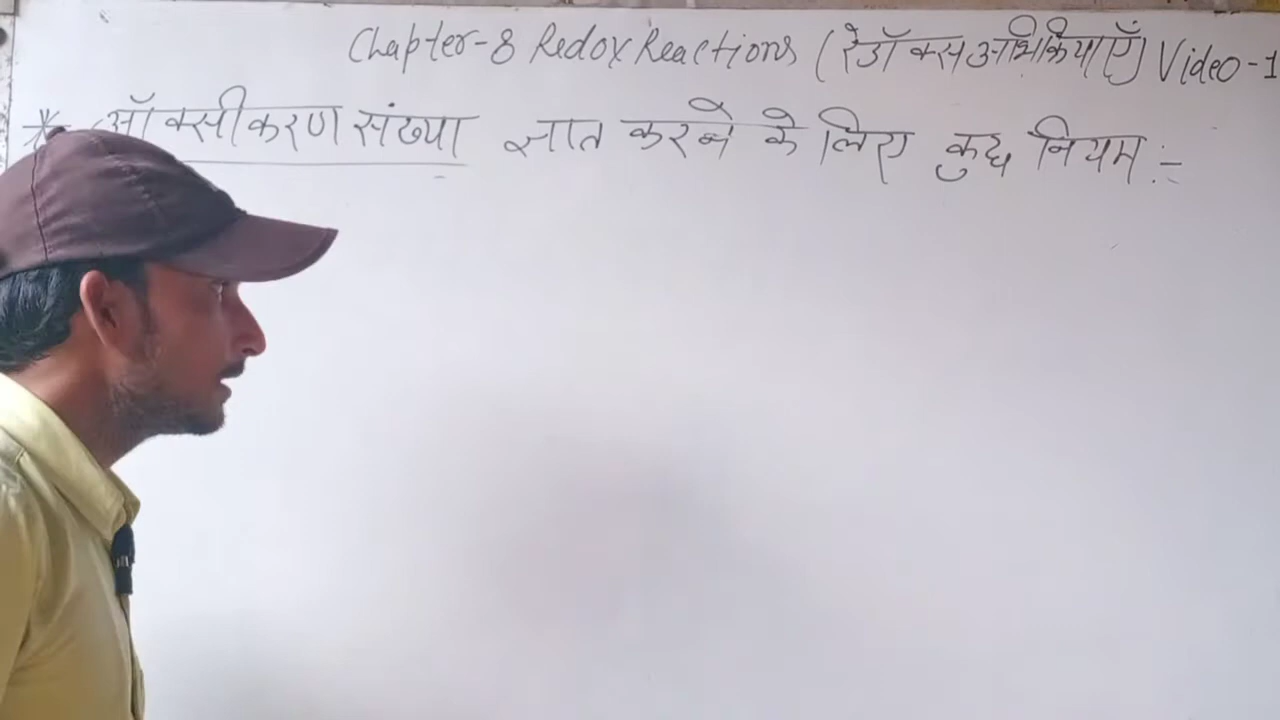 Chapter-8 Redox Reactions (रेडॉक्स अभिक्रियाएँ) Video-1
* ऑक्सीकरण संख्या ज्ञात करने के लिए कुछ नियम :-